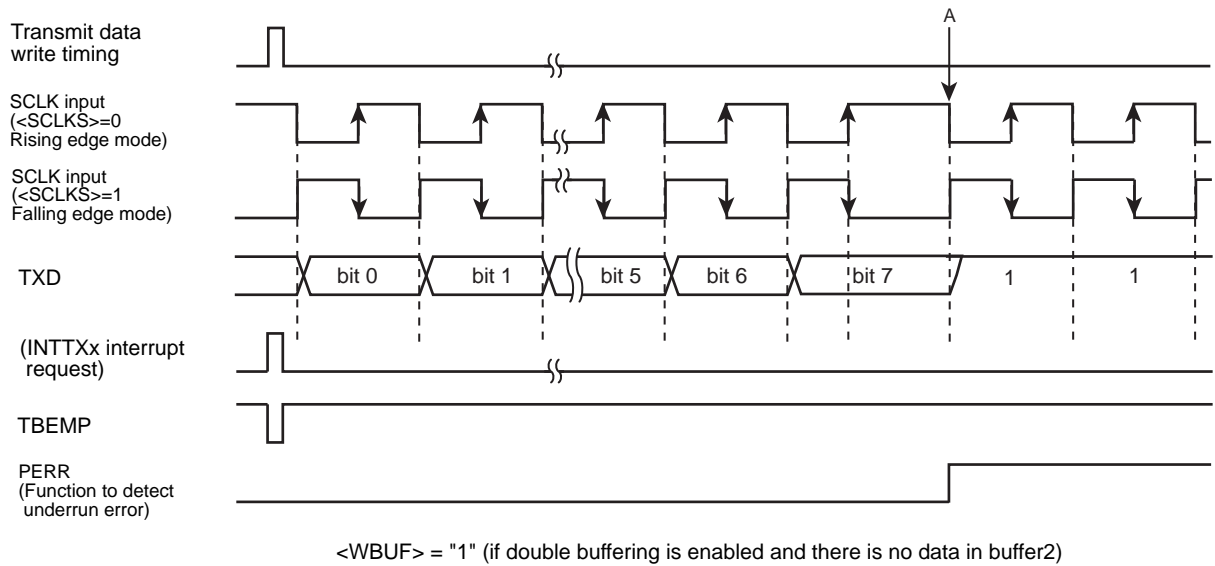 A
Transmit data
write timing
SCLK input
(<SCLKS>=0
Rising edge mode)
SCLK input
(<SCLKS>=1
Falling edge mode)
TXD
bit 0
bit 1
bit 5
bit 6
bit 7
1
1
(INTTXx interrupt
request)
TBEMP
PERR
(Function to detect
underrun error)
<WBUF> = "1" (if double buffering is enabled and there is no data in buffer2)